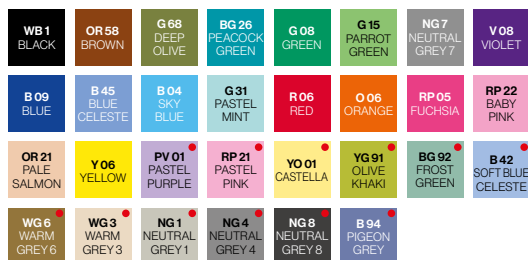 WB 1
BLACK
OR 58
BROWN
G 68
DEEP
OLIVE
BG 26
PEACOCK
GREEN
G 08
GREEN
G 15
PARROT
GREEN
NG 7
NEUTRAL
GREY 7
V 08
VIOLET
B 09
BLUE
B 45
BLUE
CELESTE
B 04
SKY
BLUE
G 31
PASTEL
MINT
R 06
RED
O 06
ORANGE
RP 05
FUCHSIA
RP 22
BABY
PINK
OR 21
PALE
SALMON
Y 06
YELLOW
PV 01
PASTEL
PURPLE
RP 21
PASTEL
PINK
YO 01
CASTELLA
YG 91
OLIVE
KHAKI
BG 92
FROST
GREEN
B 42
SOFT BLUE
CELESTE
WG 6
WARM
GREY 6
WG 3
WARM
GREY 3
NG 1
NEUTRAL
GREY 1
NG 4
NEUTRAL
GREY 4
NG 8
NEUTRAL
GREY 8
B 94
PIGEON
GREY